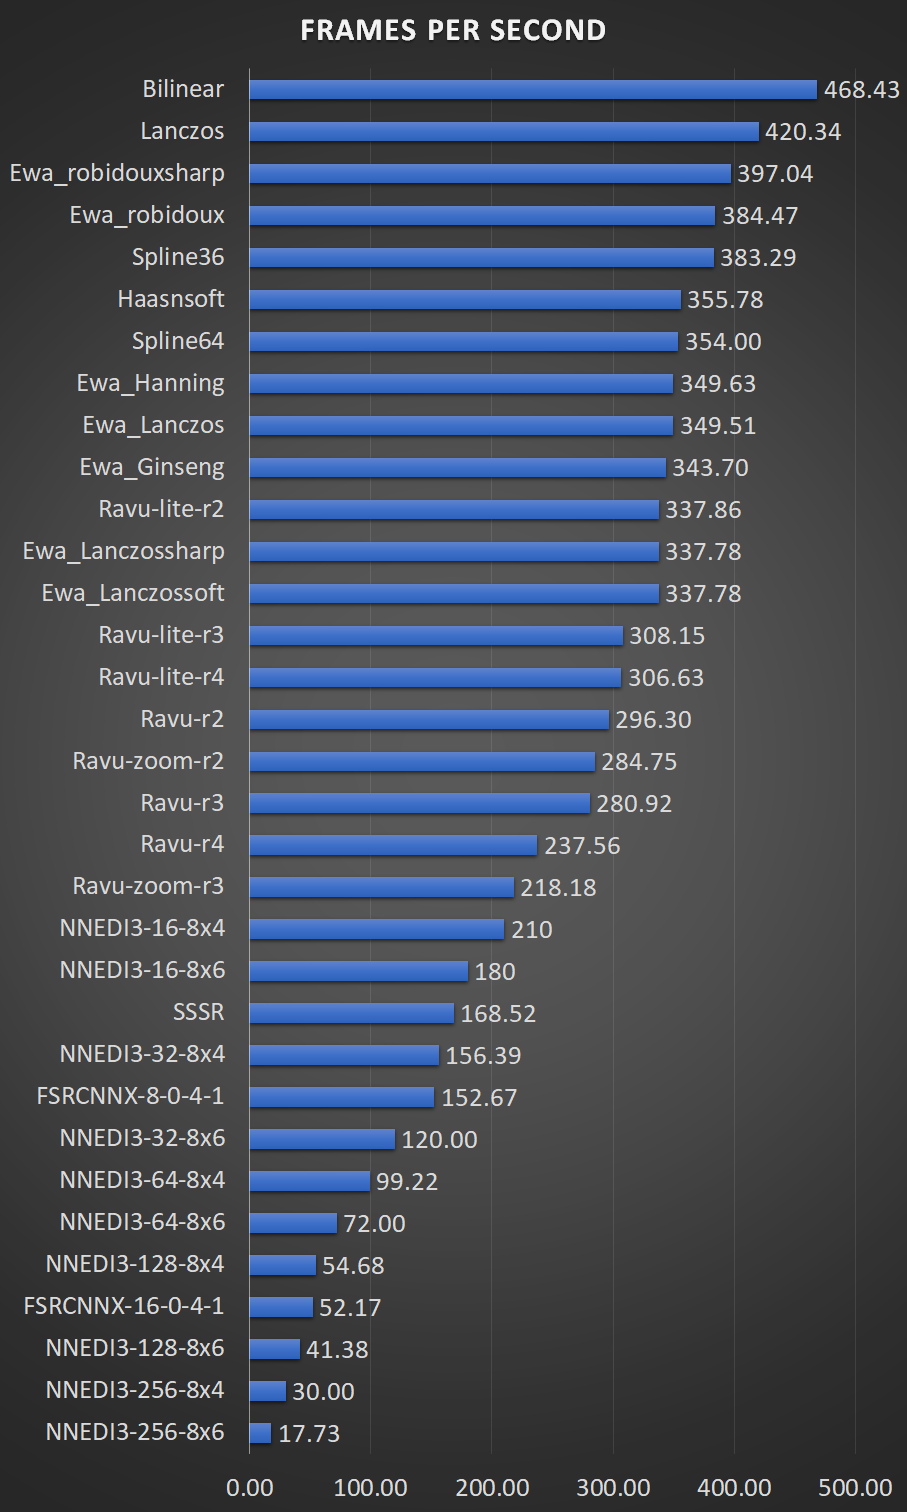 FRAMES PER SECOND
Bilinear 468.43
Lanczos 420.34
Ewa_robidouxsharp 397.04
Ewa_robidoux 384.47
Spline36 383.29
Haasnsoft 355.78
Spline64 354.00
Ewa_Hanning 349.63
Ewa_Lanczos 349.51
Ewa_Ginseng 343.70
Ravu-lite-r2 337.86
Ewa_Lanczossharp 337.78
Ewa_Lanczossoft 337.78
Ravu-lite-r3 308.15
Ravu-lite-r4 306.63
Ravu-r2 296.30
Ravu-zoom-r2 284.75
Ravu-r3 280.92
Ravu-r4 237.56
Ravu-zoom-r3 218.18
NNEDI3-16-8x4 210
NNEDI3-16-8x6 180
SSSR 168.52
NNEDI3-32-8x4 156.39
FSRCNNX-8-0-4-1 152.67
NNEDI3-32-8x6 120.00
NNEDI3-64-8x4 99.22
NNEDI3-64-8x6 72.00
NNEDI3-128-8x4 54.68
FSRCNNX-16-0-4-1 52.17
NNEDI3-128-8x6 41.38
NNEDI3-256-8x4 30.00
NNEDI3-256-8x6 17.73
0.00 100.00 200.00 300.00 400.00 500.00